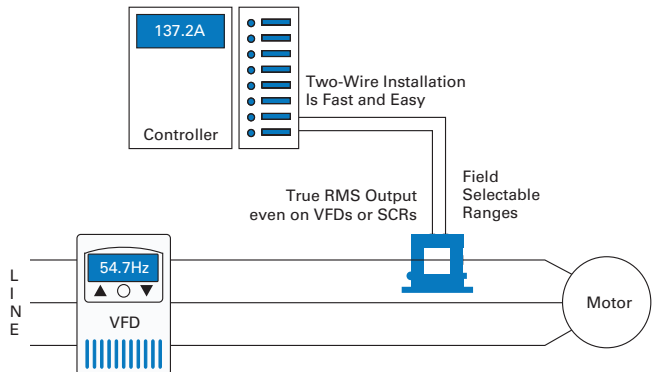 137.2A
Controller
Two-Wire Installation
Is Fast and Easy
True RMS Output
even on VFDs or SCRs
Field
Selectable
Ranges
L
I
N
E
54.7Hz
VFD
Motor